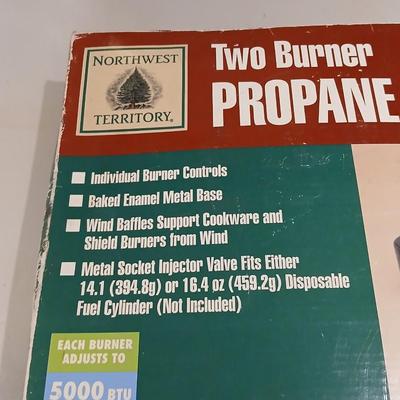 NORTHWEST
TERRITORY®
Two Burner
PROPANE
Individual Burner Controls
Baked Enamel Metal Base
Wind Baffles Support Cookware and
Shield Burners from Wind
Metal Socket Injector Valve Fits Either
14.1 (394.8g) or 16.4 oz (459.2g) Disposable
Fuel Cylinder (Not Included)
EACH BURNER
ADJUSTS TO
5000 BTU